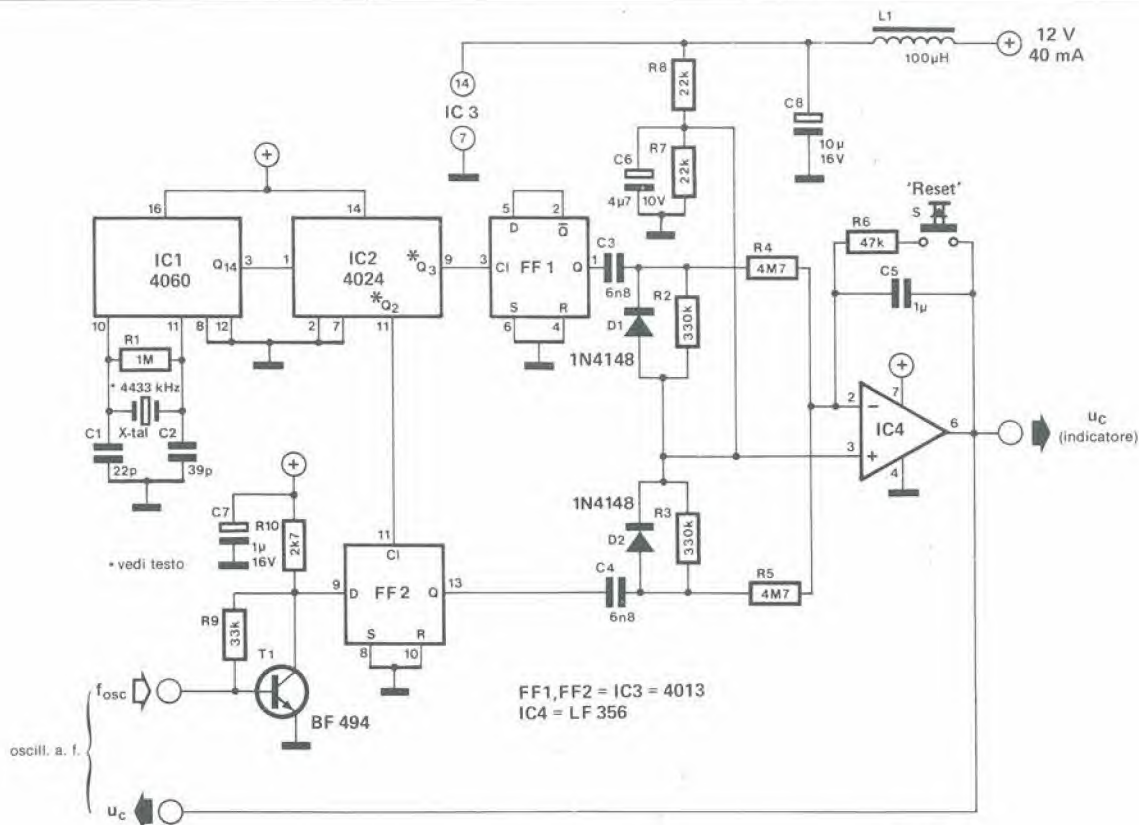 L1
100µH
12 V
40 mA
R8
22k
14
IC 3
7
C8
10µ
16V
R7
22k
C6
4µ7
10V
'Reset'
S
R6
47k
C5
1µ
16
14
5
2
D
Q̅
IC1
4060
Q14
3
1
IC2
4024
*Q3
*Q2
9
3
Cl
FF 1
Q
1
C3
6n8
R4
4M7
R2
330k
D1
1N4148
S
R
6
4
10
11
8
12
2
7
11
R1
1M
* 4433 kHz
X-tal
C1
22p
C2
39p
7
2
−
IC4
6
3
+
4
uc
(indicatore)
1N4148
D2
R3
330k
C7
1µ
16V
R10
2k7
• vedi testo
11
Cl
9
D
FF 2
Q
13
C4
6n8
R5
4M7
S
R
8
10
R9
33k
T1
fosc
BF 494
FF1,FF2 = IC3 = 4013
IC4 = LF 356
oscill. a. f.
uc